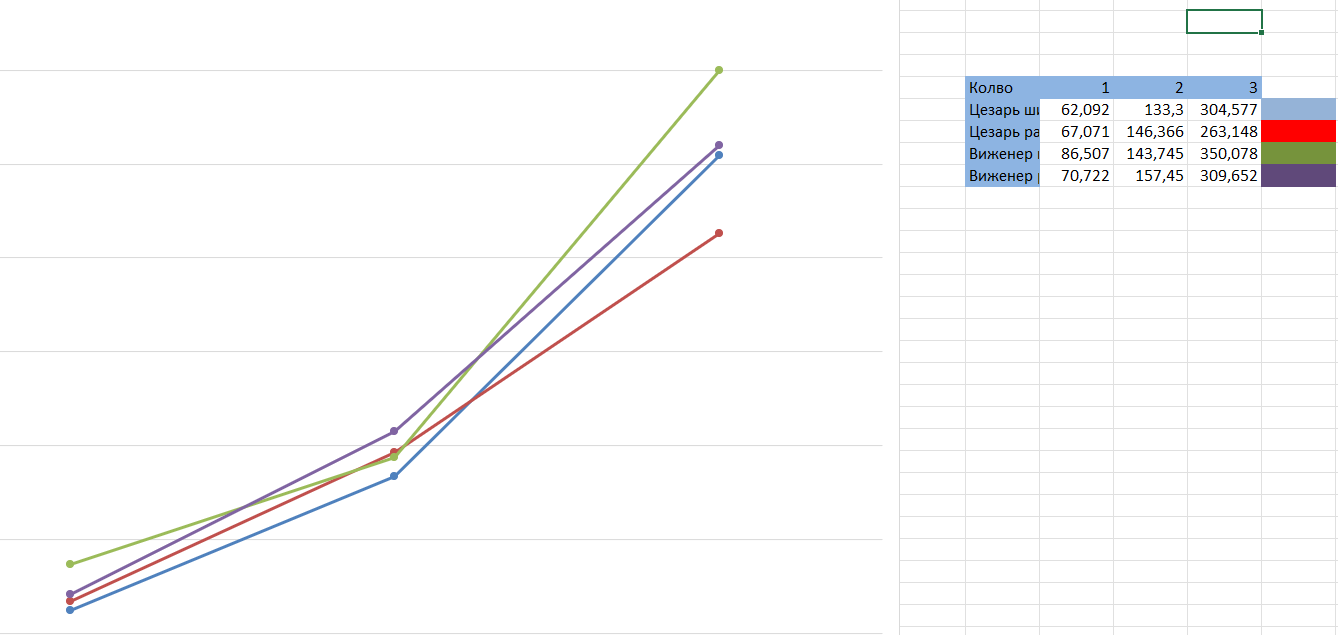 Колво 1 2 3
Цезарь 62,092 133,3 304,577
Цезарь 67,071 146,366 263,148
Виженер 86,507 143,745 350,078
Виженер 70,722 157,45 309,652